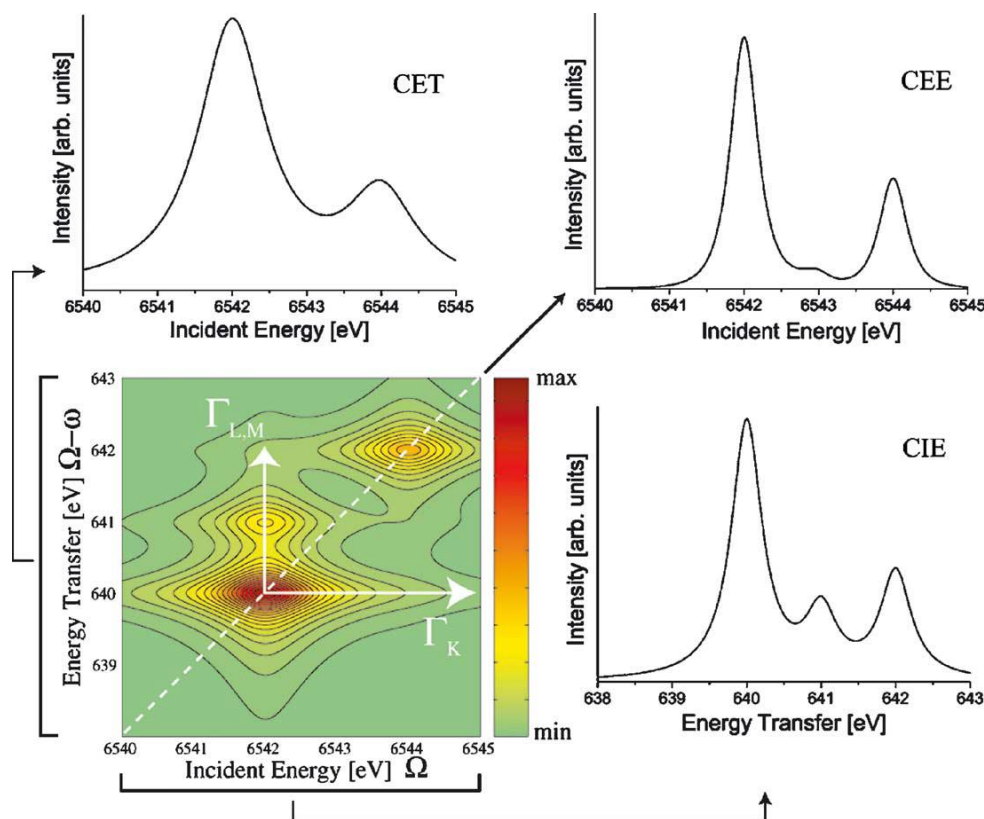 Intensity [arb. units]
CET
6540 6541 6542 6543 6544 6545
Incident Energy [eV]
Intensity [arb. units]
CEE
6540 6541 6542 6543 6544 6545
Incident Energy [eV]
Energy Transfer [eV] Ω-ω
643
642
641
640
639
ΓL,M
ΓK
6540 6541 6542 6543 6544 6545
Incident Energy [eV] Ω
max
min
Intensity [arb. units]
CIE
638 639 640 641 642 643
Energy Transfer [eV]